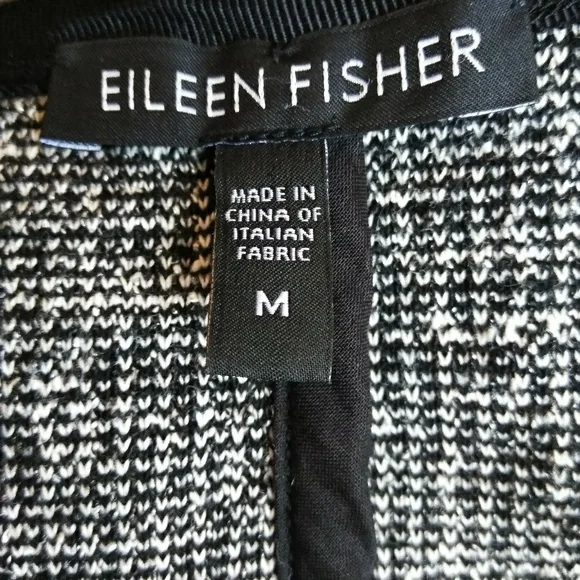 EILEEN FISHER
MADE IN
CHINA OF
ITALIAN
FABRIC
M